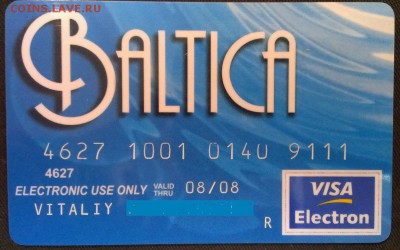 COINS.LAVE.RU
BALTICA
4627 1001 0140 9111
4627
ELECTRONIC USE ONLY VALID THRU 08/08
VITALIY
R
VISA
Electron